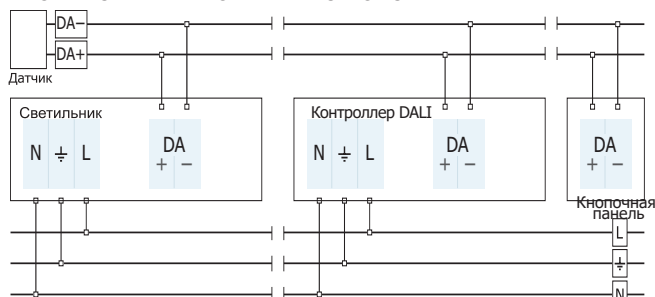 DA−
DA+
Датчик
Светильник
N ⏚ L
DA
+ −
Контроллер DALI
N ⏚ L
DA
+ −
DA
+ −
Кнопочная
панель
L
⏚
N